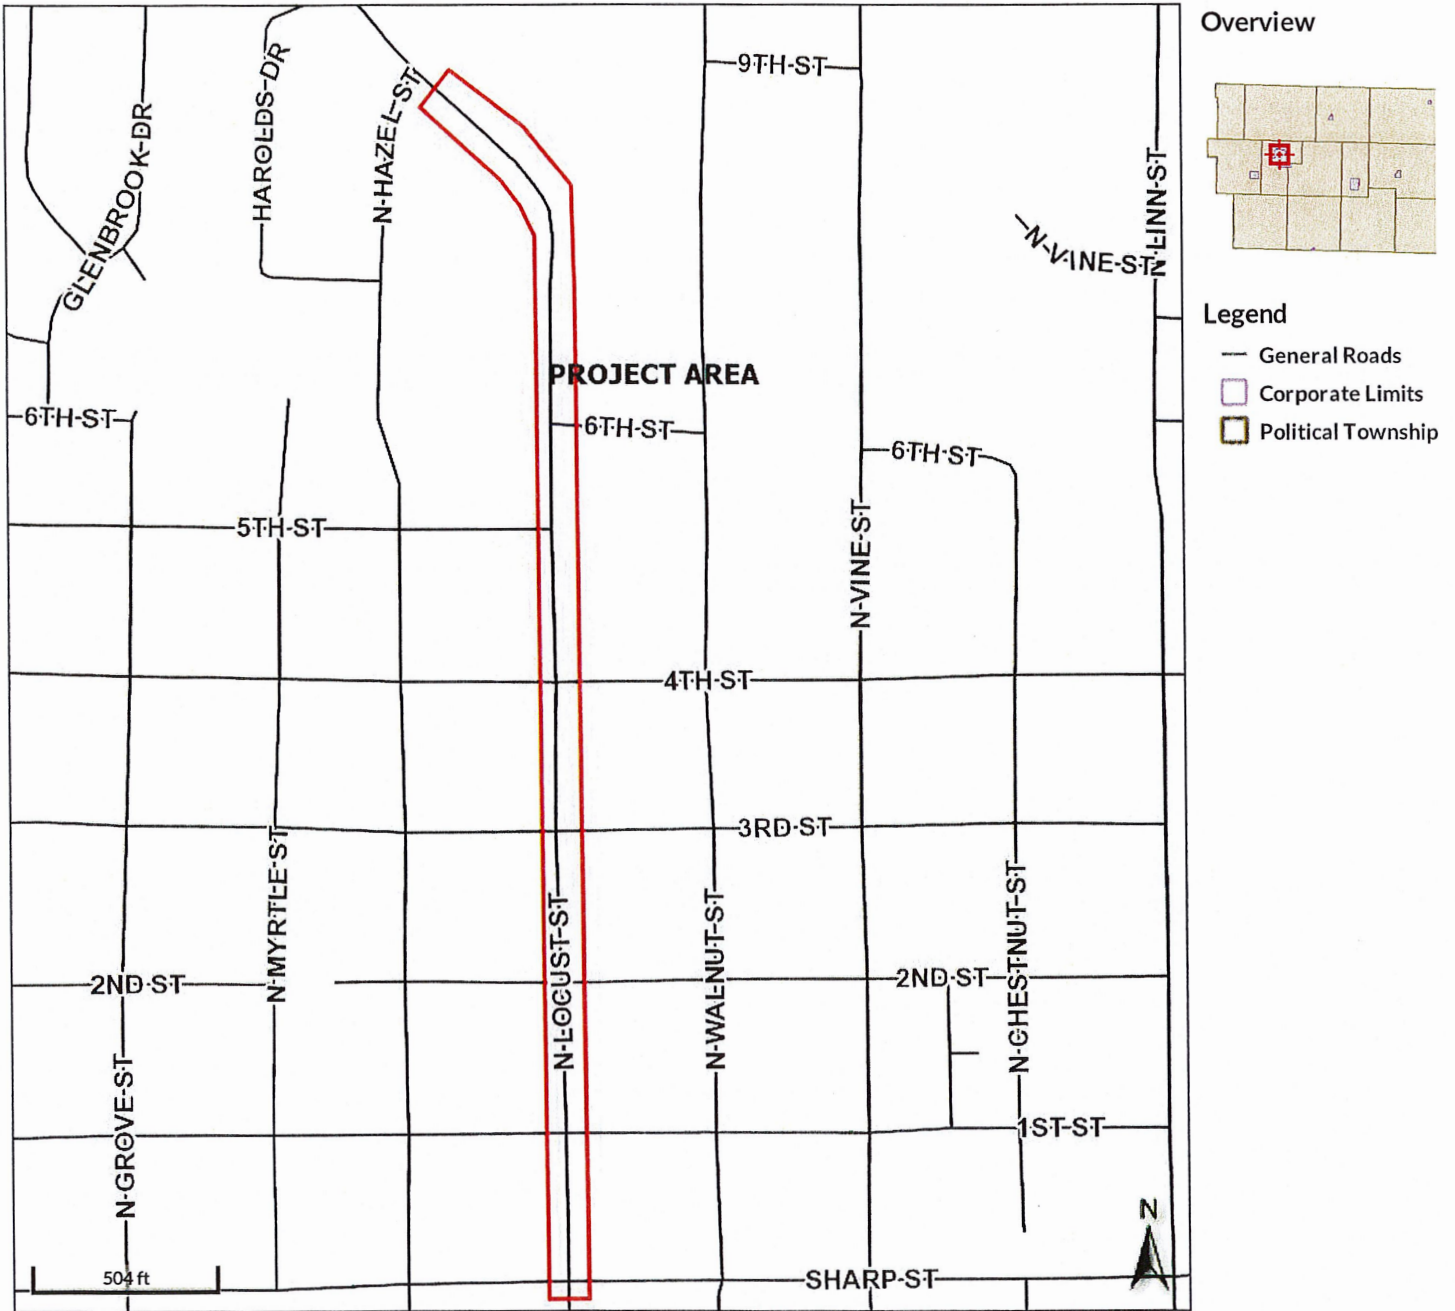 Overview
9TH-ST
HAROLDS-DR
N-HAZEL-ST
GLENBROOK-DR
N-LINN-ST
N-VINE-ST
Legend
General Roads
Corporate Limits
Political Township
PROJECT AREA
6TH-ST
6TH-ST
6TH-ST
5TH-ST
N-VINE-ST
4TH-ST
3RD-ST
N-MYRTLE-ST
N-LOCUST-ST
N-WALNUT-ST
N-CHESTNUT-ST
2ND-ST
2ND-ST
N-GROVE-ST
1ST-ST
N
504 ft
SHARP-ST